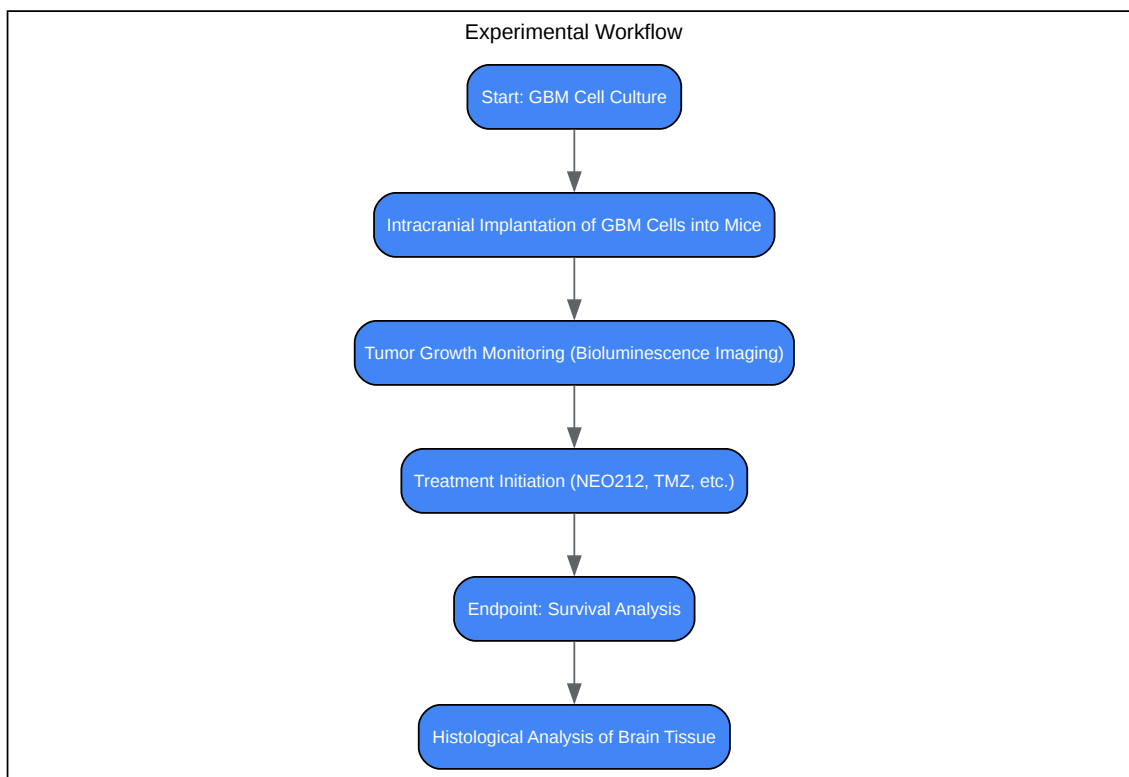 Experimental Workflow
Start: GBM Cell Culture
Intracranial Implantation of GBM Cells into Mice
Tumor Growth Monitoring (Bioluminescence Imaging)
Treatment Initiation (NEO212, TMZ, etc.)
Endpoint: Survival Analysis
Histological Analysis of Brain Tissue